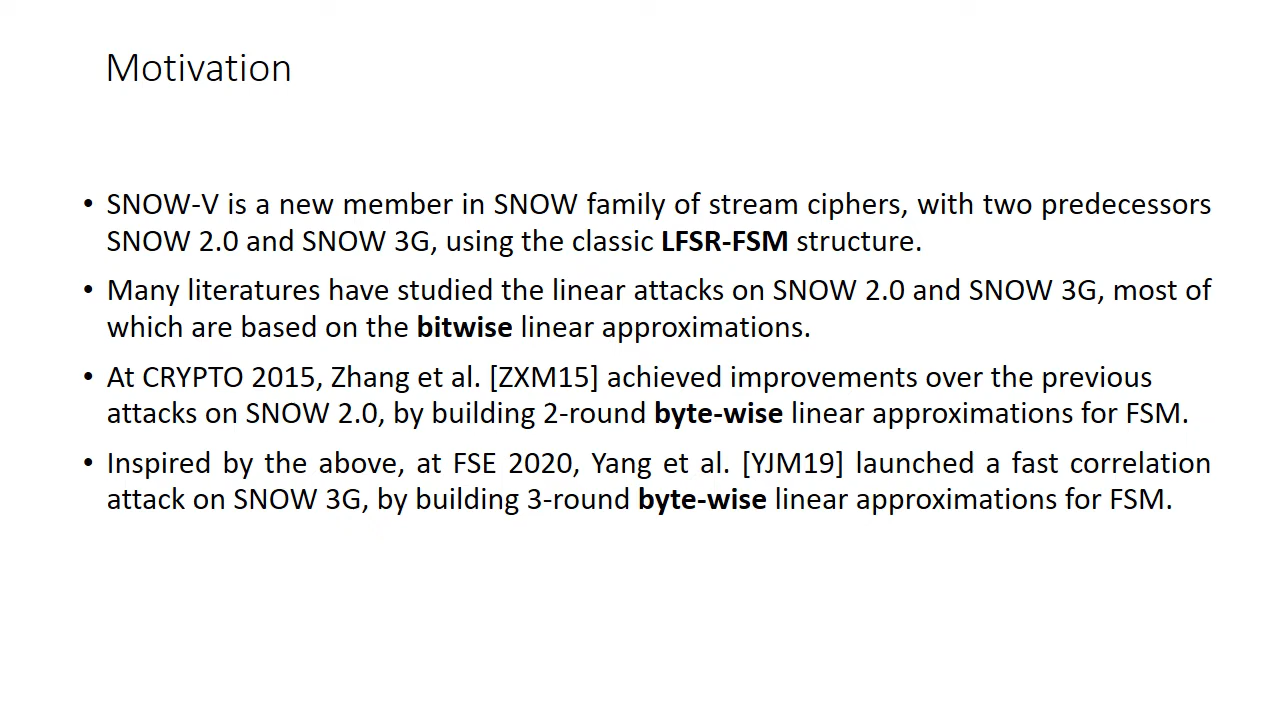 Motivation
• SNOW-V is a new member in SNOW family of stream ciphers, with two predecessors
SNOW 2.0 and SNOW 3G, using the classic LFSR-FSM structure.
• Many literatures have studied the linear attacks on SNOW 2.0 and SNOW 3G, most of
which are based on the bitwise linear approximations.
• At CRYPTO 2015, Zhang et al. [ZXM15] achieved improvements over the previous
attacks on SNOW 2.0, by building 2-round byte-wise linear approximations for FSM.
• Inspired by the above, at FSE 2020, Yang et al. [YJM19] launched a fast correlation
attack on SNOW 3G, by building 3-round byte-wise linear approximations for FSM.